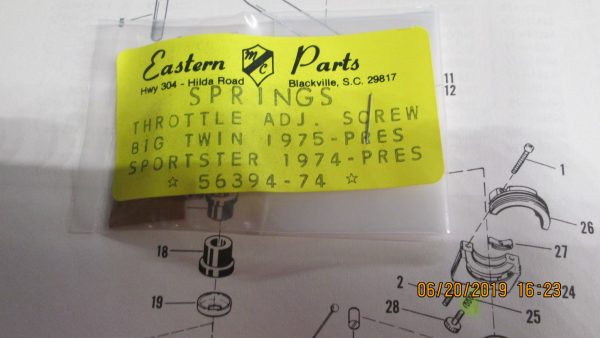 Eastern MC Parts
Hwy 304 - Hilda Road Blackville, S.C. 29817
SPRINGS
THROTTLE ADJ. SCREW
BIG TWIN 1975-PRES
SPORTSTER 1974-PRES
☆ 56394-74 ☆
11
12
1
26
27
18
2
24
19
25
28
06/20/2019 16:23